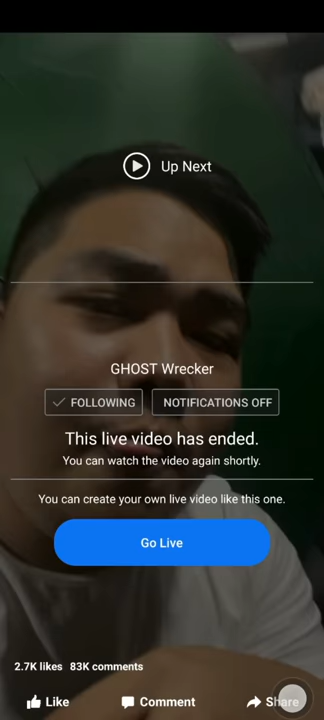 Up Next
GHOST Wrecker
FOLLOWING
NOTIFICATIONS OFF
This live video has ended.
You can watch the video again shortly.
You can create your own live video like this one.
Go Live
2.7K likes 83K comments
Like
Comment
Share